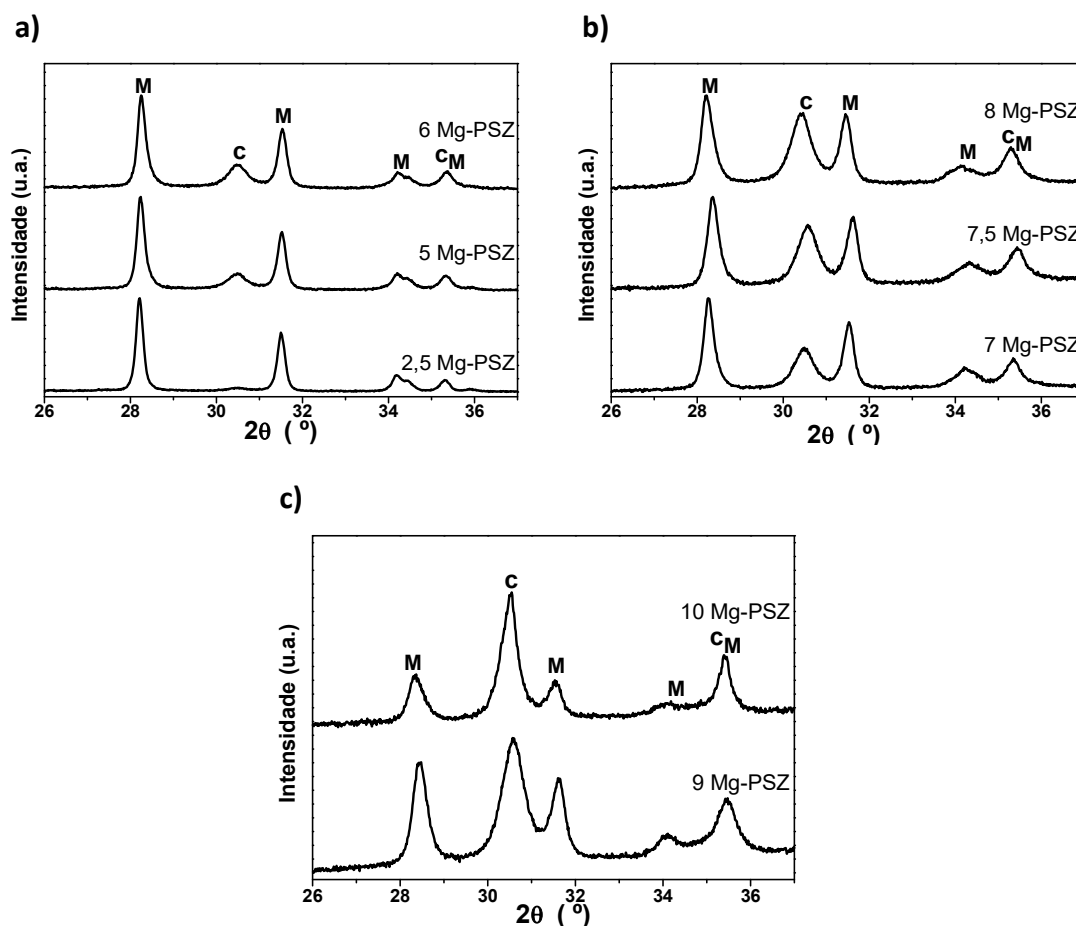 a)
M
M
6 Mg-PSZ
c
M
c
M
5 Mg-PSZ
2,5 Mg-PSZ
Intensidade (u.a.)
26 28 30 32 34 36
2θ ( º)
b)
M
c
M
8 Mg-PSZ
c
M
M
7,5 Mg-PSZ
7 Mg-PSZ
Intensidade (u.a.)
26 28 30 32 34 36
2θ ( º)
c)
c
10 Mg-PSZ
M
M
c
M
M
9 Mg-PSZ
Intensidade (u.a.)
26 28 30 32 34 36
2θ ( º)